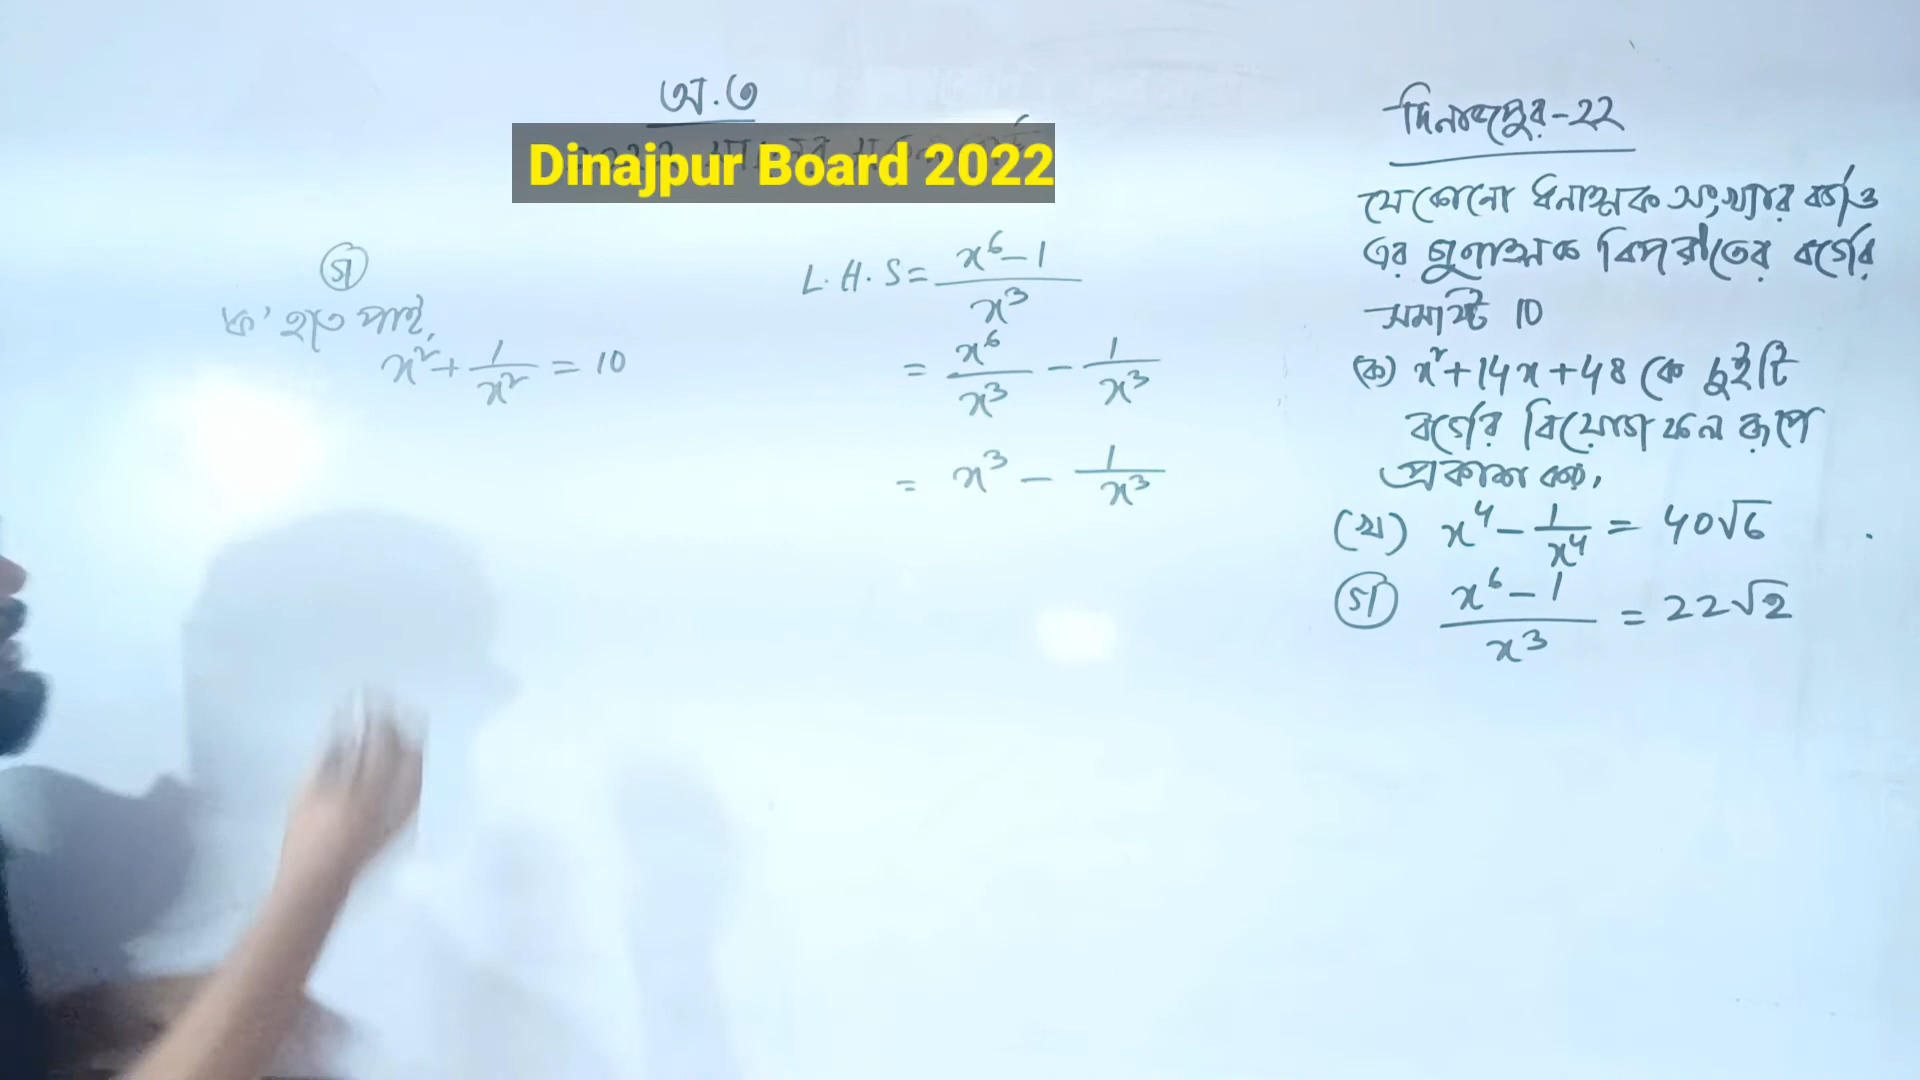 অ.৩
Dinajpur Board 2022
গ
ক' হতে পাই,
x² + 1/x² = 10
L.H.S = x⁶-1/x³
= x⁶/x³ - 1/x³
= x³ - 1/x³
দিনাজপুর-২২
যেকোনো ধনাত্মক সংখ্যার বর্গ ও
এর গুণাত্মক বিপরীতের বর্গের
সমষ্টি 10
(ক) x²+14x+48 কে দুইটি
বর্গের বিয়োগফল রূপে
প্রকাশ কর।
(খ) x⁴ - 1/x⁴ = 40√6
গ x⁶-1/x³ = 22√2